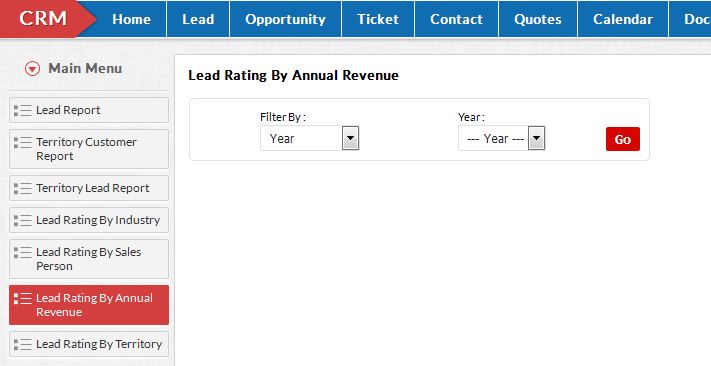 CRM Home Lead Opportunity Ticket Contact Quotes Calendar Doc
Main Menu
Lead Report
Territory Customer
Report
Territory Lead Report
Lead Rating By Industry
Lead Rating By Sales
Person
Lead Rating By Annual
Revenue
Lead Rating By Territory
Lead Rating By Annual Revenue
Filter By : Year :
Year --- Year --- Go